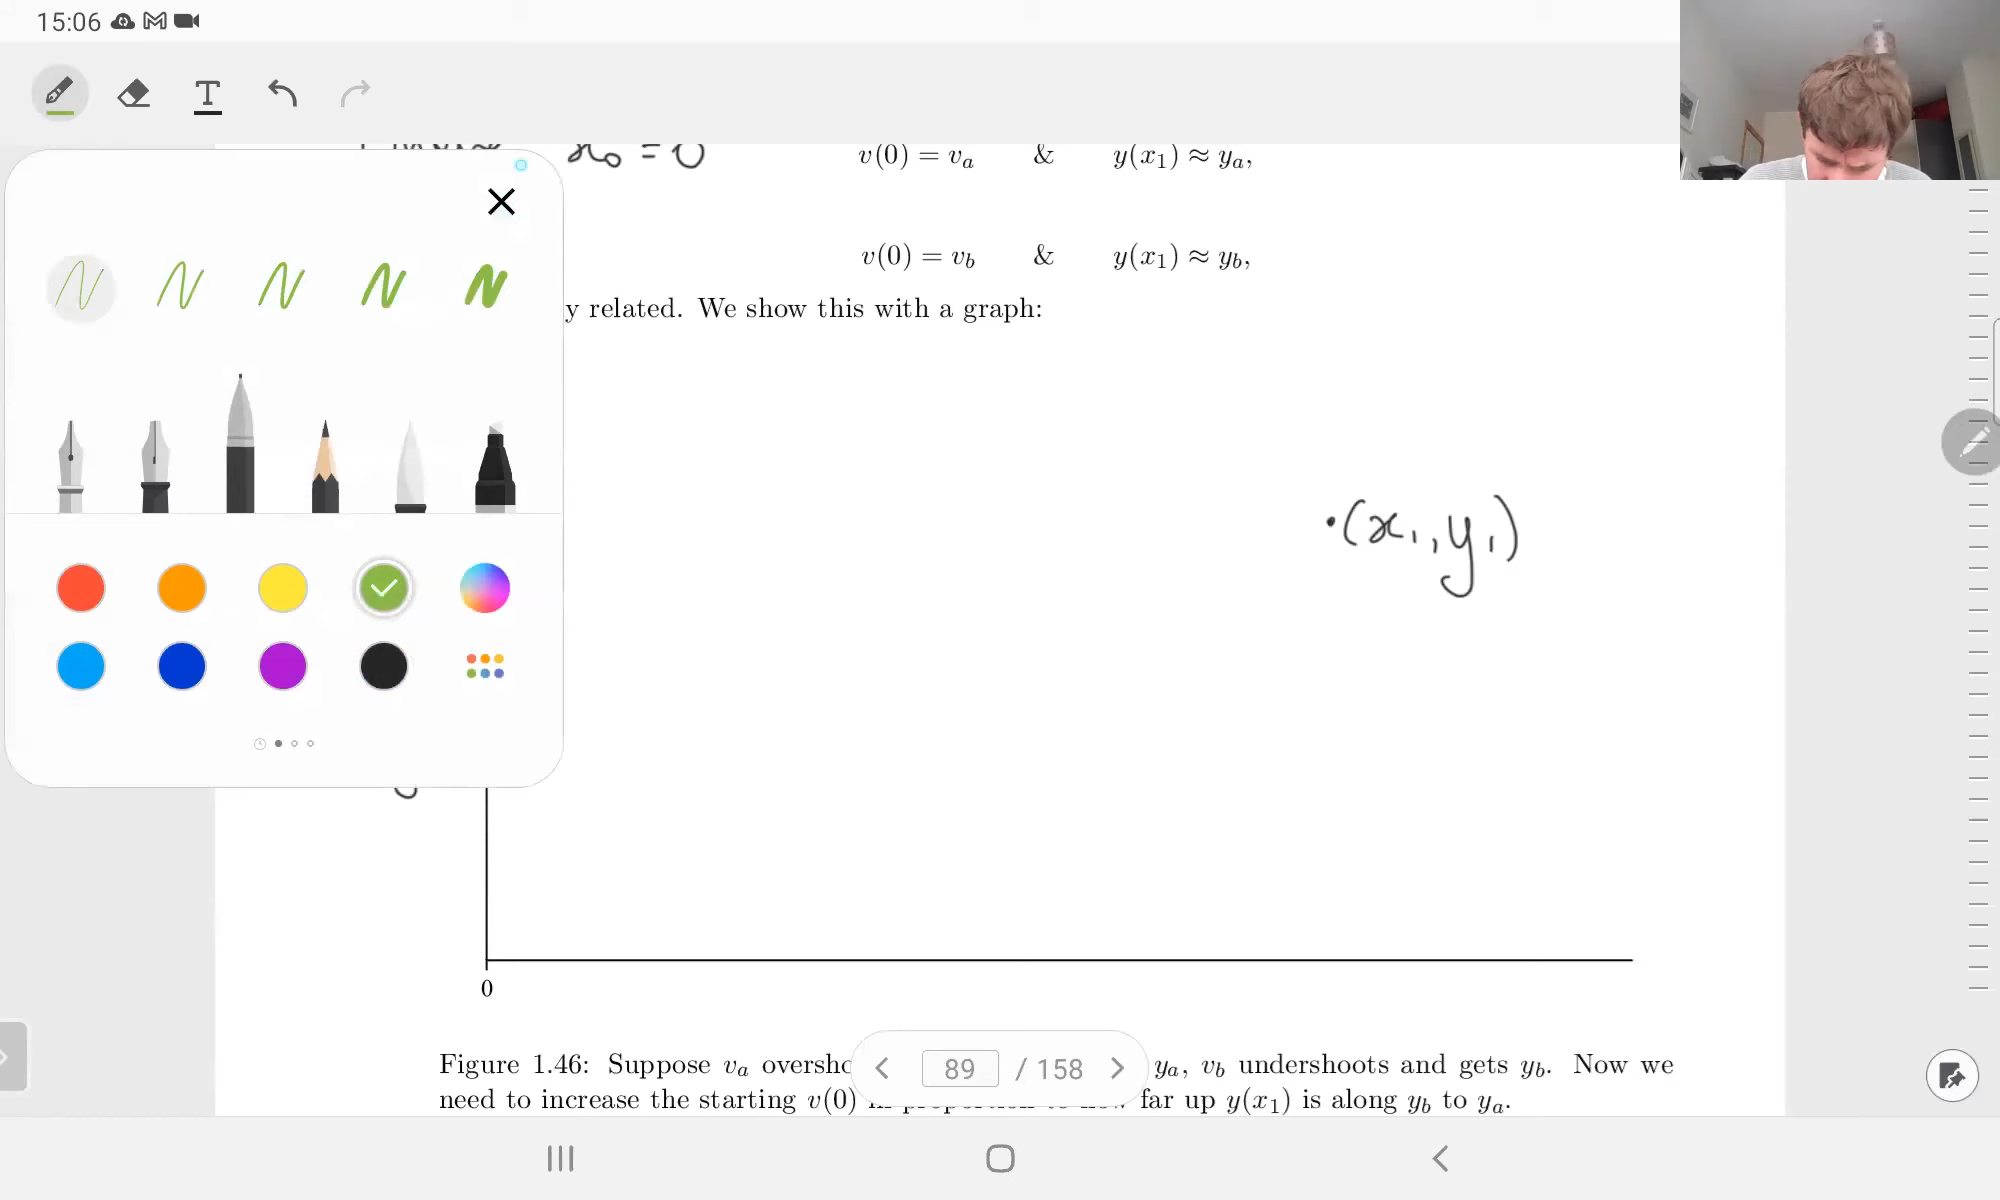 15:06
T
x₀ = 0
v(0) = vₐ & y(x₁) ≈ yₐ,
v(0) = v_b & y(x₁) ≈ y_b,
y related. We show this with a graph:
(x₁, y₁)
0
Figure 1.46: Suppose vₐ oversho yₐ, v_b undershoots and gets y_b. Now we
need to increase the starting v(0) far up y(x₁) is along y_b to yₐ.
89 / 158